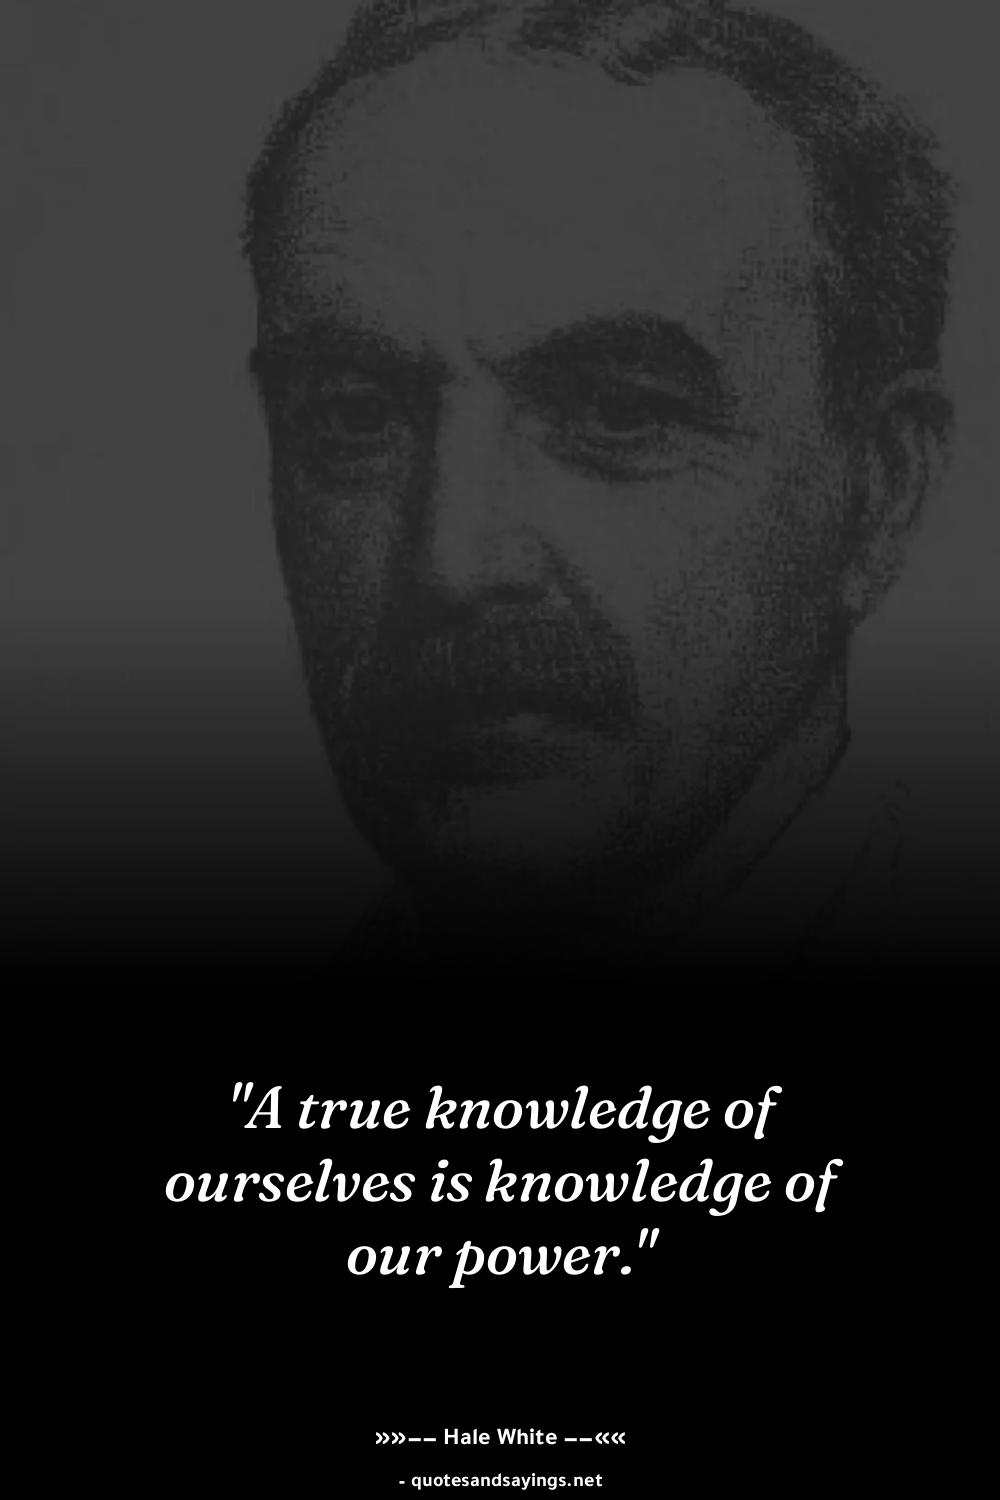 "A true knowledge of
ourselves is knowledge of
our power."
»»−− Hale White −−««
- quotesandsayings.net